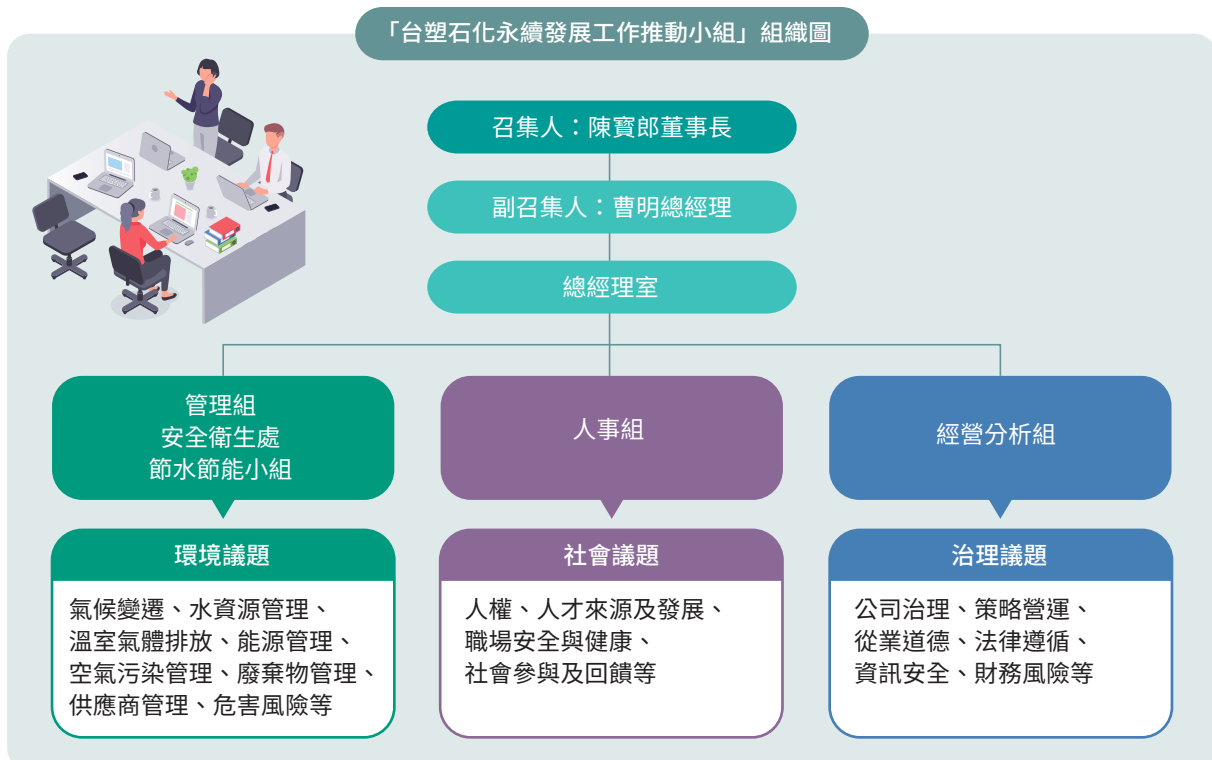 「台塑石化永續發展工作推動小組」組織圖
召集人：陳寶郎董事長
副召集人：曹明總經理
總經理室
管理組
安全衛生處
節水節能小組
人事組
經營分析組
環境議題
氣候變遷、水資源管理、
溫室氣體排放、能源管理、
空氣污染管理、廢棄物管理、
供應商管理、危害風險等
社會議題
人權、人才來源及發展、
職場安全與健康、
社會參與及回饋等
治理議題
公司治理、策略營運、
從業道德、法律遵循、
資訊安全、財務風險等